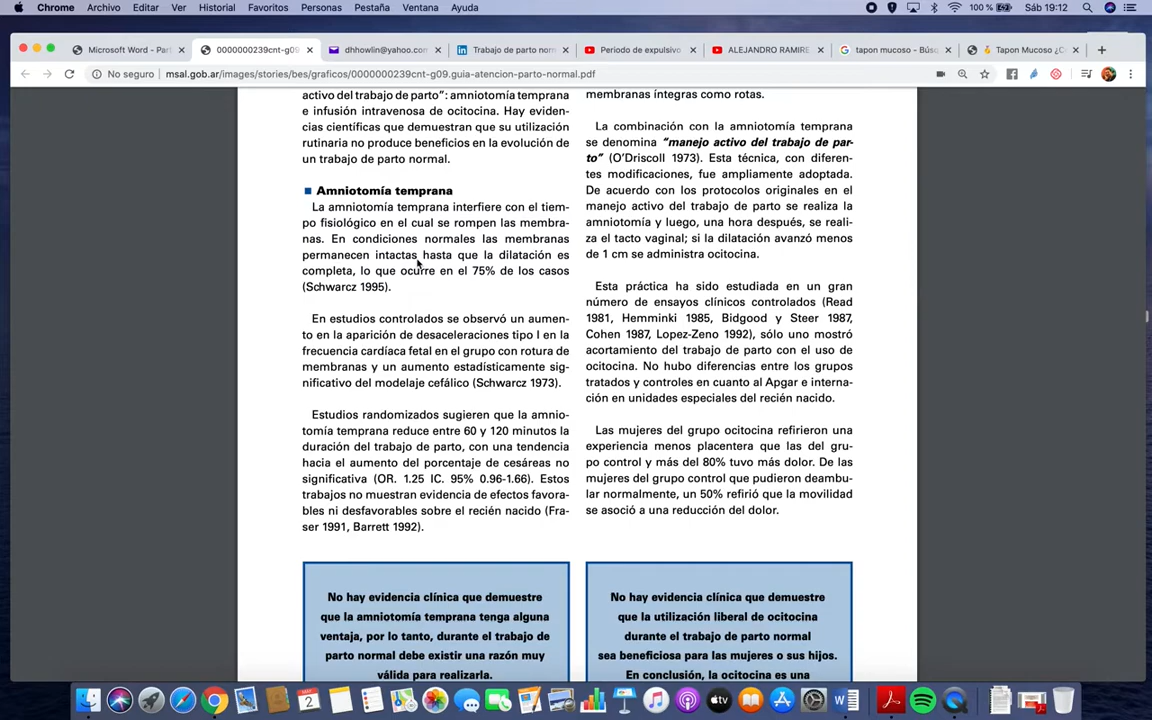 Chrome Archivo Editar Ver Historial Favoritos Personas Pestaña Ventana Ayuda
100 % Sáb 19:12
Microsoft Word - Par
0000000239cnt-g09
dhhowlin@yahoo.com
Trabajo de parto norm
Periodo de expulsivo
ALEJANDRO RAMIRE
tapon mucoso - Búsq
Tapon Mucoso ¿C
No seguro | msal.gob.ar/images/stories/bes/graficos/0000000239cnt-g09.guia-atencion-parto-normal.pdf
activo del trabajo de parto”: amniotomía temprana
e infusión intravenosa de ocitocina. Hay eviden-
cias científicas que demuestran que su utilización
rutinaria no produce beneficios en la evolución de
un trabajo de parto normal.
Amniotomía temprana
La amniotomía temprana interfiere con el tiem-
po fisiológico en el cual se rompen las membra-
nas. En condiciones normales las membranas
permanecen intactas hasta que la dilatación es
completa, lo que ocurre en el 75% de los casos
(Schwarcz 1995).
En estudios controlados se observó un aumen-
to en la aparición de desaceleraciones tipo I en la
frecuencia cardíaca fetal en el grupo con rotura de
membranas y un aumento estadísticamente sig-
nificativo del modelaje cefálico (Schwarcz 1973).
Estudios randomizados sugieren que la amnio-
tomía temprana reduce entre 60 y 120 minutos la
duración del trabajo de parto, con una tendencia
hacia el aumento del porcentaje de cesáreas no
significativa (OR. 1.25 IC. 95% 0.96-1.66). Estos
trabajos no muestran evidencia de efectos favora-
bles ni desfavorables sobre el recién nacido (Fra-
ser 1991, Barrett 1992).
No hay evidencia clínica que demuestre
que la amniotomía temprana tenga alguna
ventaja, por lo tanto, durante el trabajo de
parto normal debe existir una razón muy
válida para realizarla.
membranas íntegras como rotas.
La combinación con la amniotomía temprana
se denomina “manejo activo del trabajo de par-
to” (O’Driscoll 1973). Esta técnica, con diferen-
tes modificaciones, fue ampliamente adoptada.
De acuerdo con los protocolos originales en el
manejo activo del trabajo de parto se realiza la
amniotomía y luego, una hora después, se reali-
za el tacto vaginal; si la dilatación avanzó menos
de 1 cm se administra ocitocina.
Esta práctica ha sido estudiada en un gran
número de ensayos clínicos controlados (Read
1981, Hemminki 1985, Bidgood y Steer 1987,
Cohen 1987, Lopez-Zeno 1992), sólo uno mostró
acortamiento del trabajo de parto con el uso de
ocitocina. No hubo diferencias entre los grupos
tratados y controles en cuanto al Apgar e interna-
ción en unidades especiales del recién nacido.
Las mujeres del grupo ocitocina refirieron una
experiencia menos placentera que las del gru-
po control y más del 80% tuvo más dolor. De las
mujeres del grupo control que pudieron deambu-
lar normalmente, un 50% refirió que la movilidad
se asoció a una reducción del dolor.
No hay evidencia clínica que demuestre
que la utilización liberal de ocitocina
durante el trabajo de parto normal
sea beneficiosa para las mujeres o sus hijos.
En conclusión, la ocitocina es una